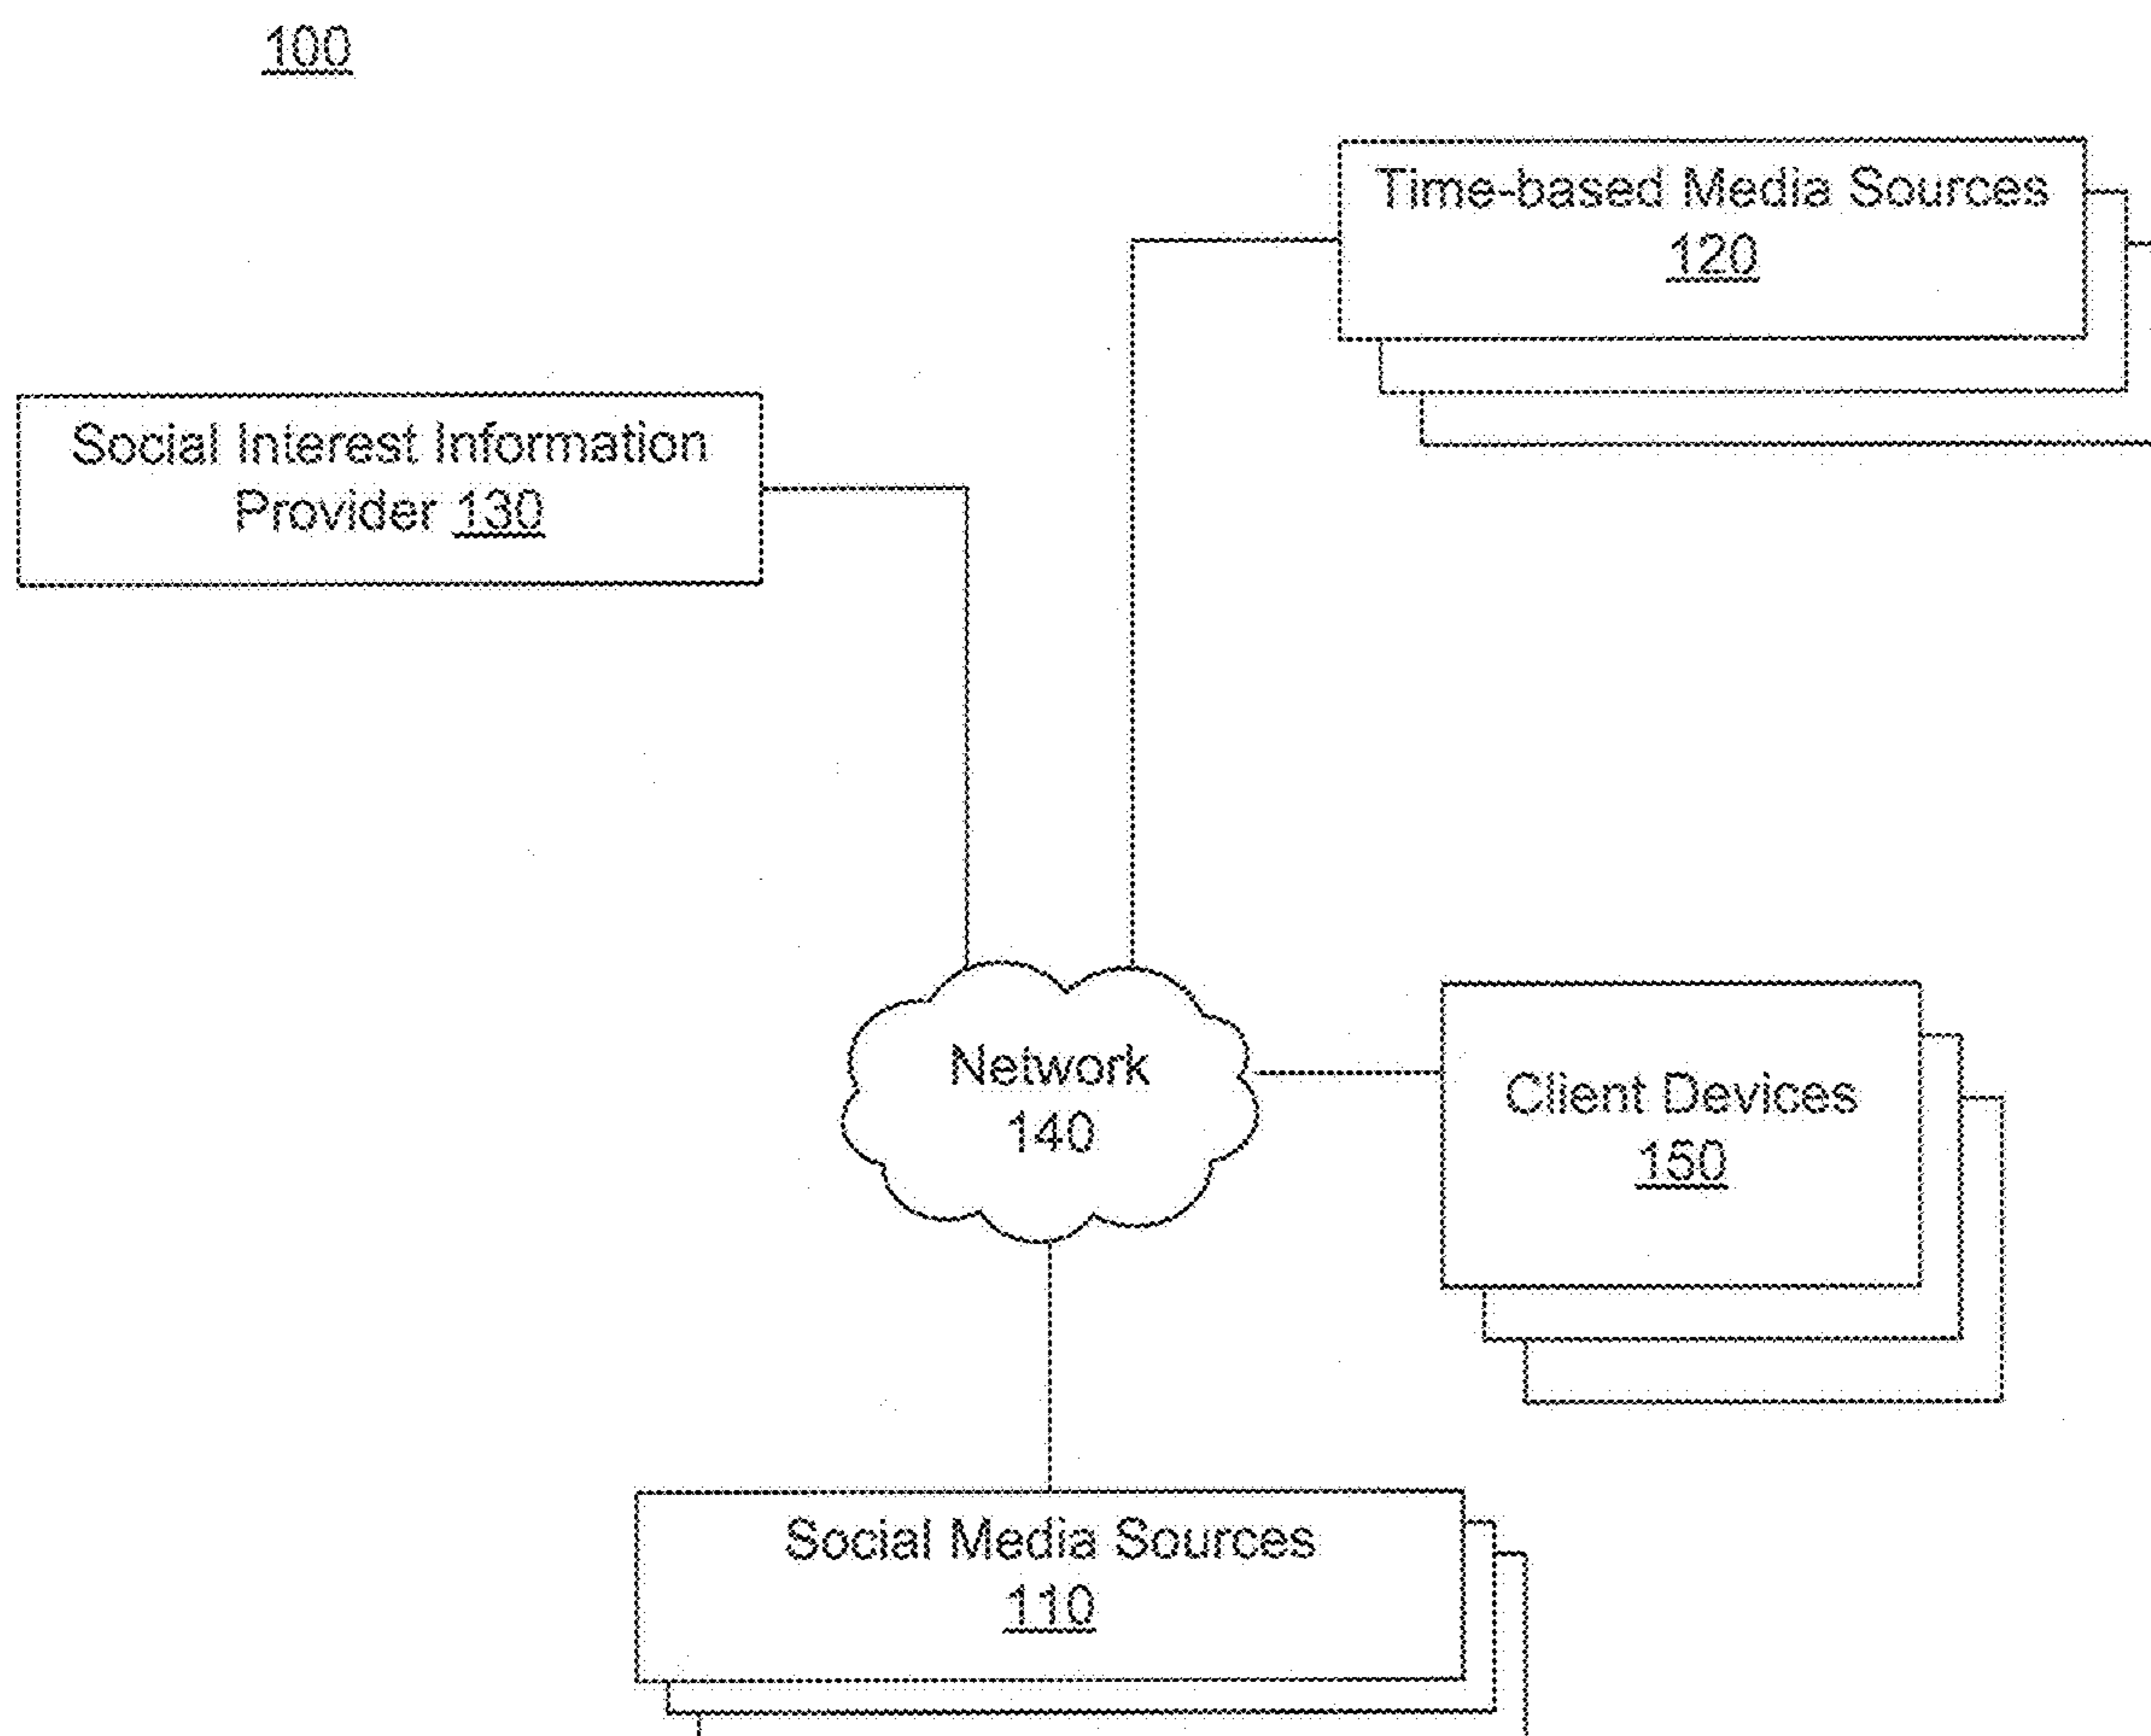 100
Time-based Media Sources
120
Social Interest Information
Provider 130
Network
140
Client Devices
150
Social Media Sources
110